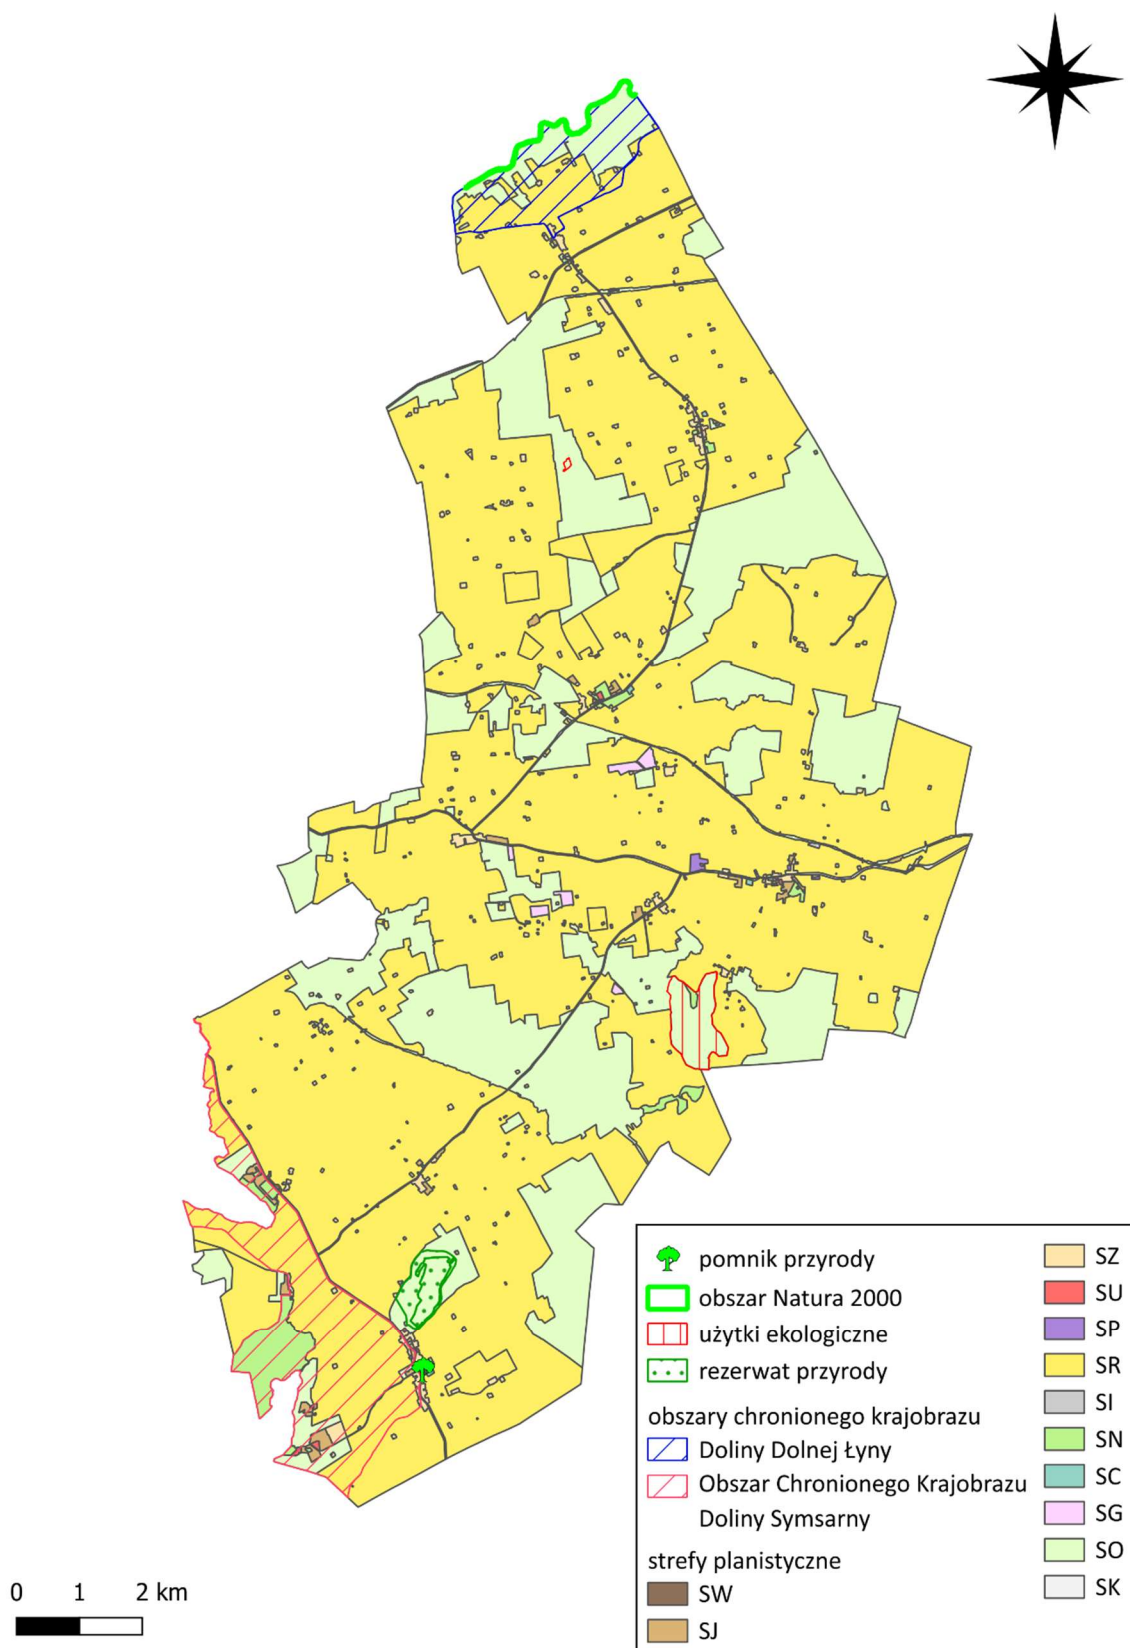 pomnik przyrody
obszar Natura 2000
użytki ekologiczne
rezerwat przyrody
obszary chronionego krajobrazu
Doliny Dolnej Łyny
Obszar Chronionego Krajobrazu
Doliny Symsarny
strefy planistyczne
SW
SJ
SZ
SU
SP
SR
SI
SN
SC
SG
SO
SK
0 1 2 km